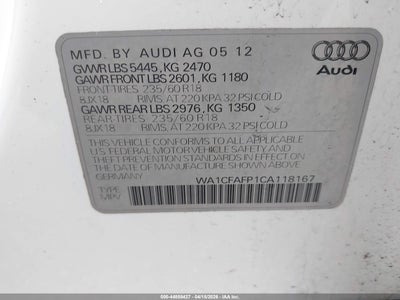 MFD. BY AUDI AG 05 12
GVWR LBS 5445, KG 2470
GAWR FRONT LBS 2601, KG 1180
FRONT TIRES 235/60 R18
8JX18 RIMS, AT 220 KPA 32 PSI COLD
GAWR REAR LBS 2976, KG 1350
REAR-TIRES 235/60 R18
8JX18 RIMS, AT 220 KPA 32 PSI COLD
THIS VEHICLE CONFORMS TO ALL APPLICABLE
U.S. FEDERAL MOTOR VEHICLE SAFETY AND
THEFT PREVENTION STANDARDS IN EFFECT ON
THE DATE OF MANUFACTURE SHOWN ABOVE.
Audi
WA1CFAFP1CA118167
TYPE:
MPV